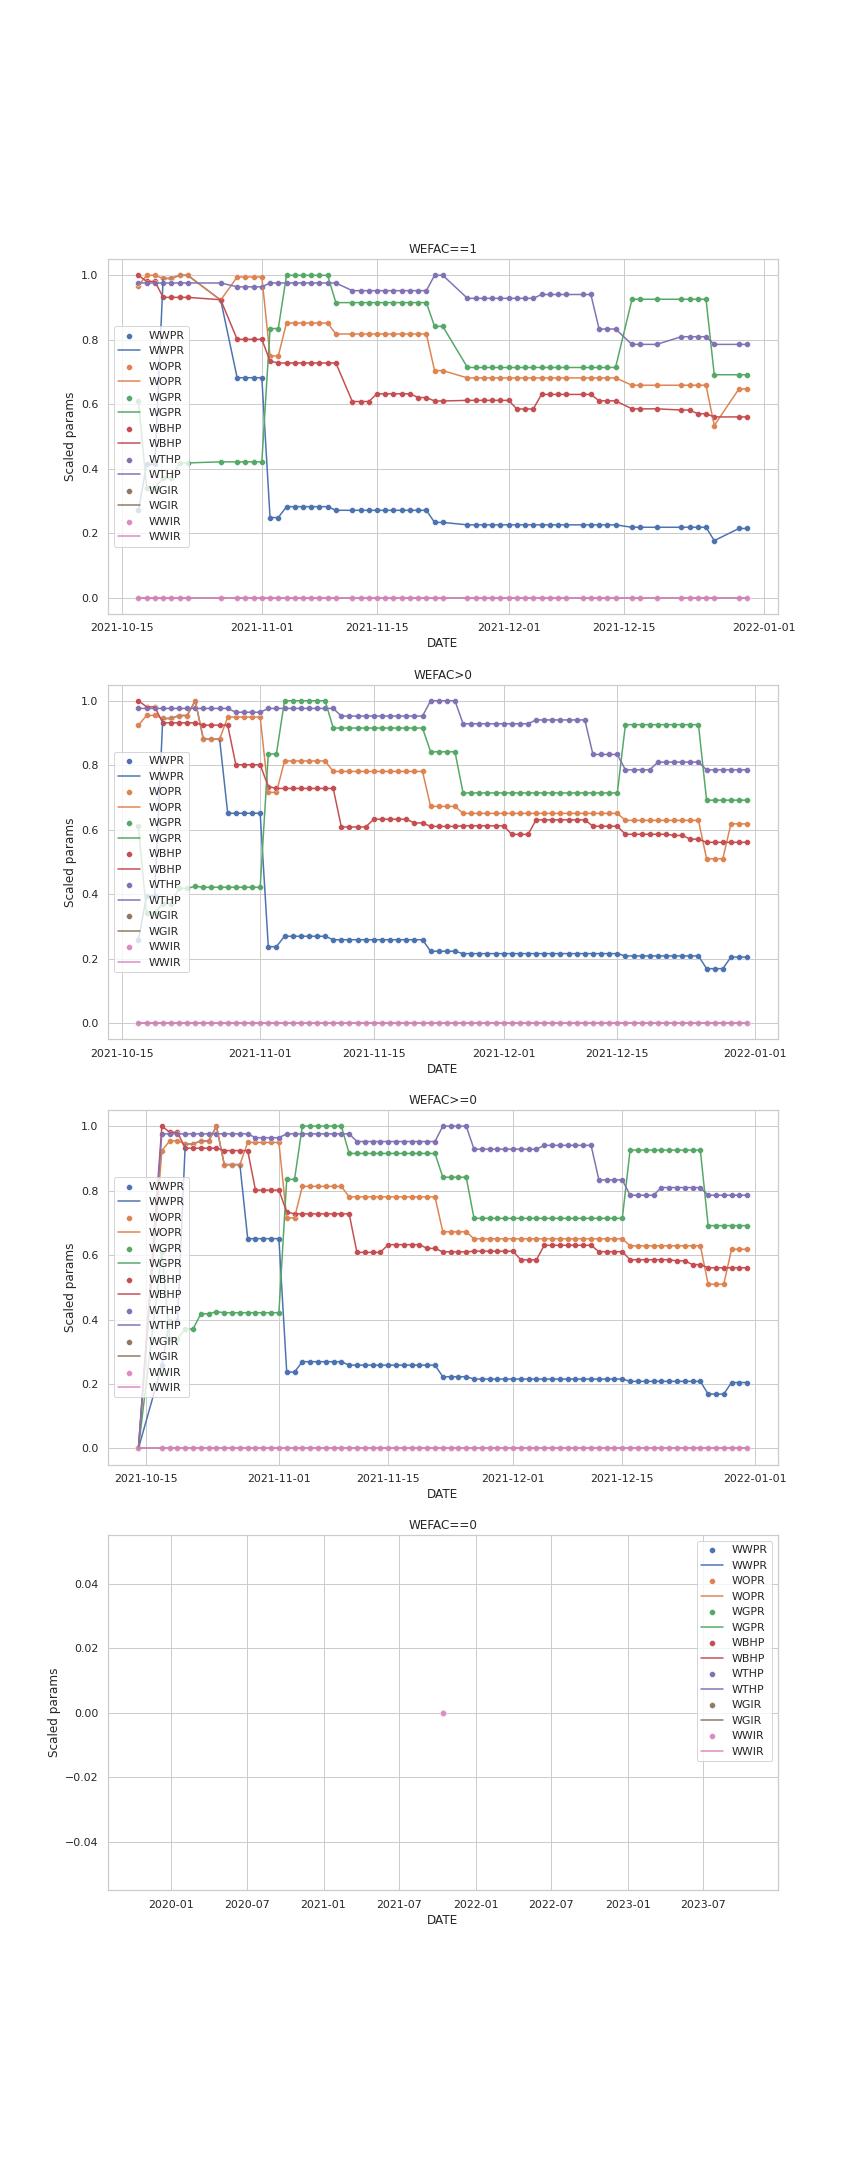 WEFAC==1
1.0
0.8
0.6
0.4
0.2
0.0
Scaled params
WWPR
WWPR
WOPR
WOPR
WGPR
WGPR
WBHP
WBHP
WTHP
WTHP
WGIR
WGIR
WWIR
WWIR
2021-10-15 2021-11-01 2021-11-15 2021-12-01 2021-12-15 2022-01-01
DATE
WEFAC>0
1.0
0.8
0.6
0.4
0.2
0.0
Scaled params
WWPR
WWPR
WOPR
WOPR
WGPR
WGPR
WBHP
WBHP
WTHP
WTHP
WGIR
WGIR
WWIR
WWIR
2021-10-15 2021-11-01 2021-11-15 2021-12-01 2021-12-15 2022-01-01
DATE
WEFAC>=0
1.0
0.8
0.6
0.4
0.2
0.0
Scaled params
WWPR
WWPR
WOPR
WOPR
WGPR
WGPR
WBHP
WBHP
WTHP
WTHP
WGIR
WGIR
WWIR
WWIR
2021-10-15 2021-11-01 2021-11-15 2021-12-01 2021-12-15 2022-01-01
DATE
WEFAC==0
0.04
0.02
0.00
−0.02
−0.04
Scaled params
WWPR
WWPR
WOPR
WOPR
WGPR
WGPR
WBHP
WBHP
WTHP
WTHP
WGIR
WGIR
WWIR
WWIR
2020-01 2020-07 2021-01 2021-07 2022-01 2022-07 2023-01 2023-07
DATE